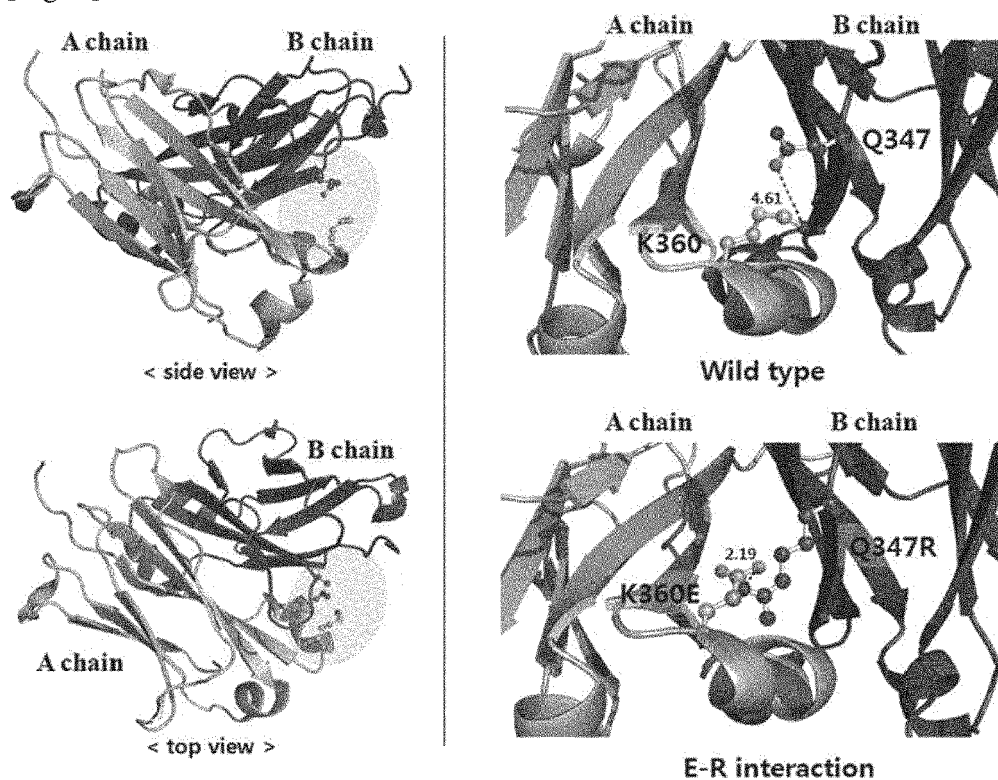 A chain
B chain
< side view >
B chain
A chain
< top view >
A chain
B chain
Q347
4.61
K360
Wild type
A chain
B chain
2.19
Q347R
K360E
E-R interaction